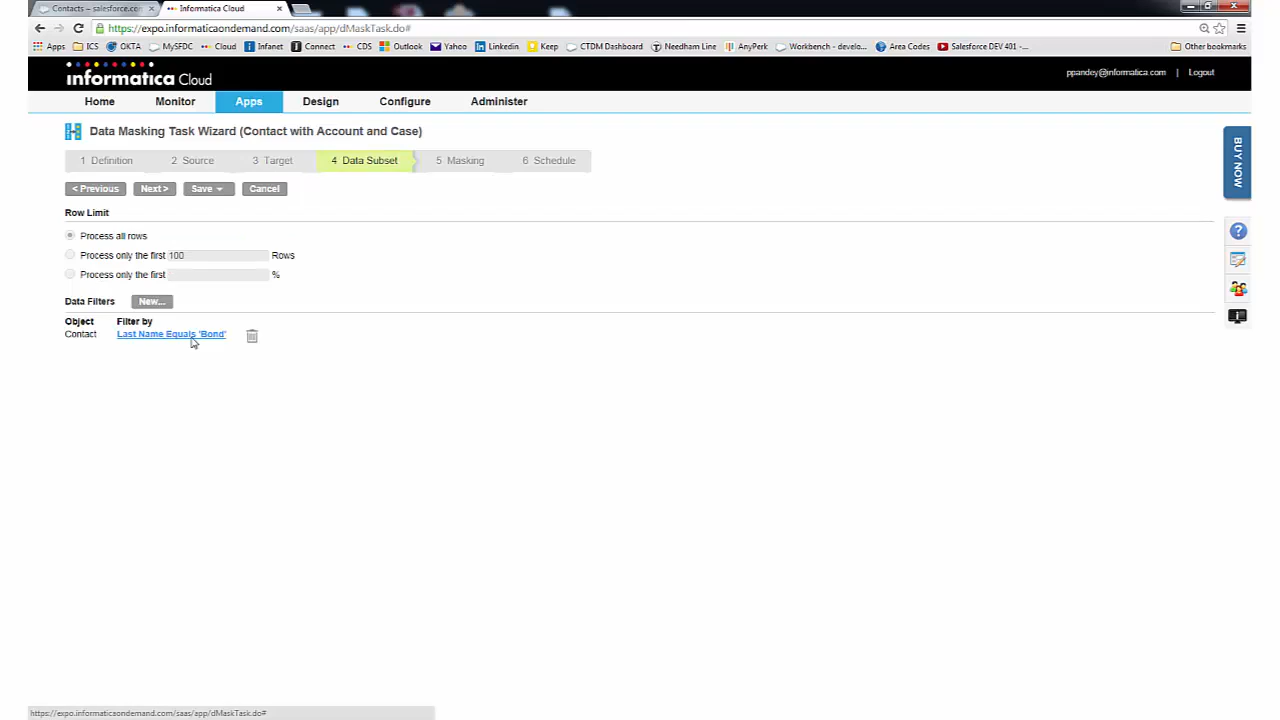 Contacts – salesforce.com
Informatica Cloud
https://expo.informaticaondemand.com/saas/app/dMaskTask.do#
Apps ICS OKTA MySFDC Cloud Infanet Connect CDS Outlook Yahoo Linkedin Keep CTDM Dashboard Needham Line AnyPerk Workbench - develo... Area Codes Salesforce DEV 401 -... Other bookmarks
informatica Cloud
ppandey@informatica.com | Logout
Home Monitor Apps Design Configure Administer
Data Masking Task Wizard (Contact with Account and Case)
1 Definition 2 Source 3 Target 4 Data Subset 5 Masking 6 Schedule
< Previous Next > Save Cancel
BUY NOW
Row Limit
Process all rows
Process only the first 100 Rows
Process only the first %
Data Filters New...
Object Filter by
Contact Last Name Equals 'Bond'
https://expo.informaticaondemand.com/saas/app/dMaskTask.do#